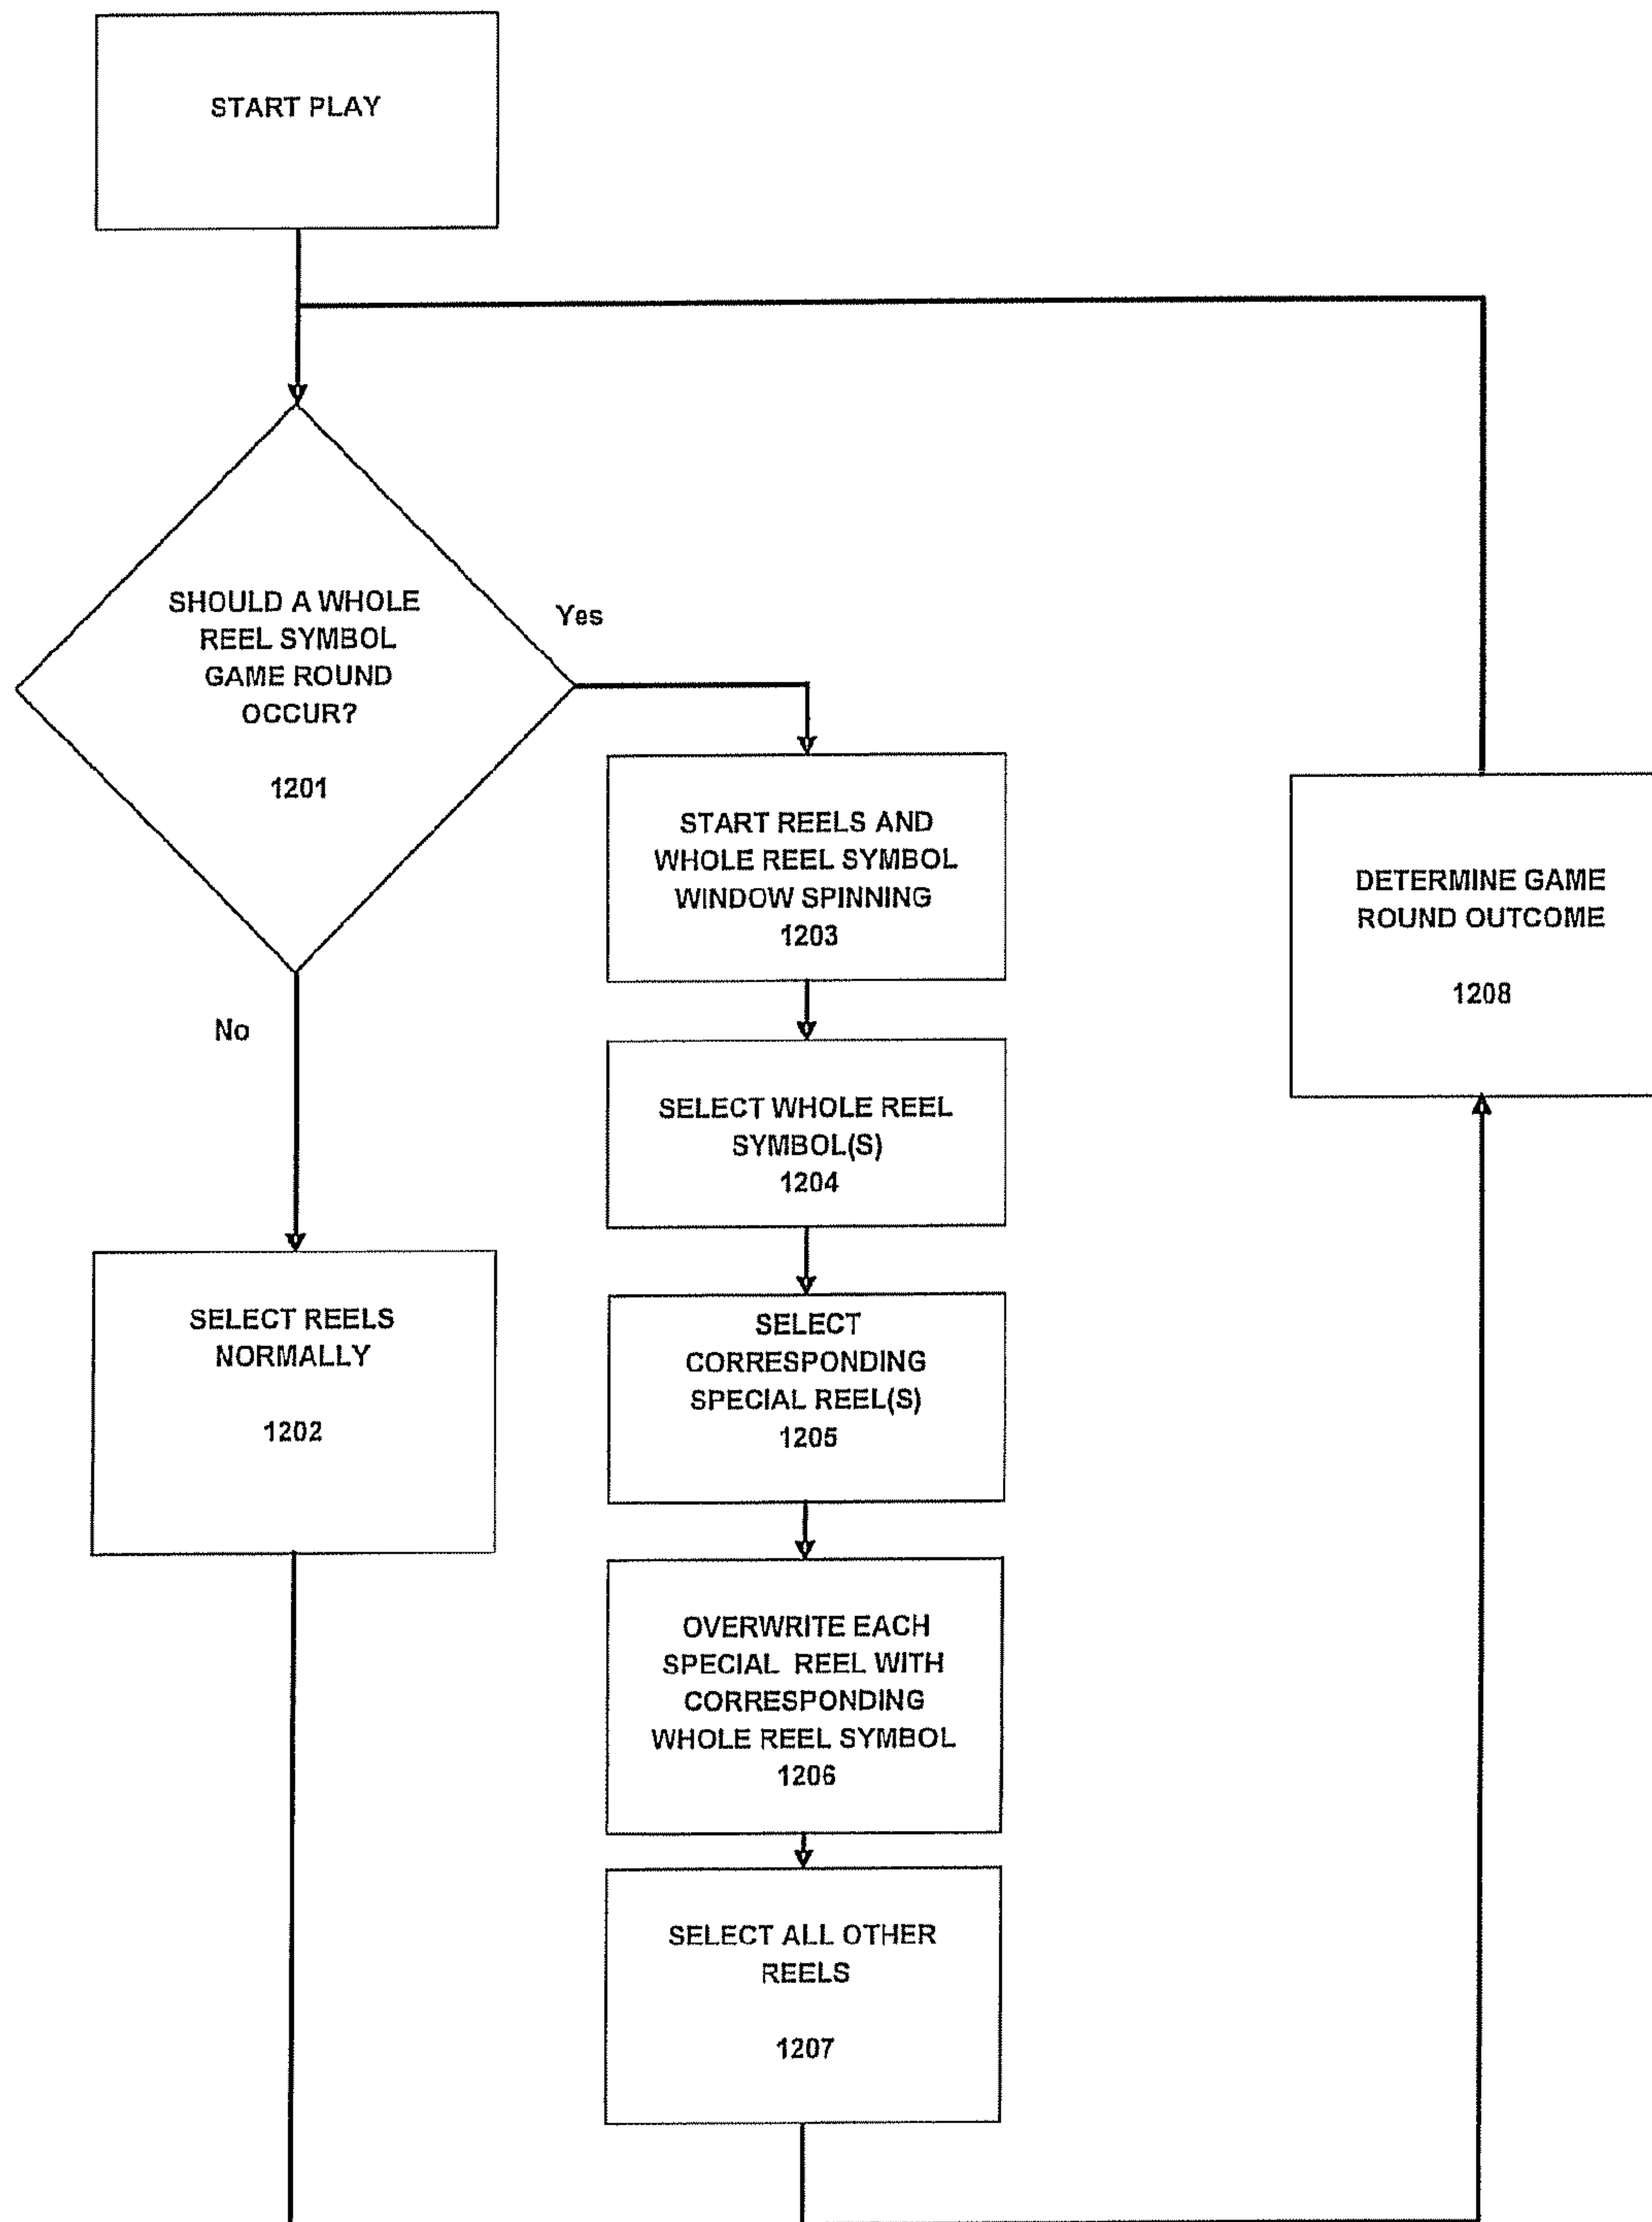 START PLAY
SHOULD A WHOLE
REEL SYMBOL
GAME ROUND
OCCUR?
1201
Yes
No
SELECT REELS
NORMALLY
1202
START REELS AND
WHOLE REEL SYMBOL
WINDOW SPINNING
1203
SELECT WHOLE REEL
SYMBOL(S)
1204
SELECT
CORRESPONDING
SPECIAL REEL(S)
1205
OVERWRITE EACH
SPECIAL REEL WITH
CORRESPONDING
WHOLE REEL SYMBOL
1206
SELECT ALL OTHER
REELS
1207
DETERMINE GAME
ROUND OUTCOME
1208